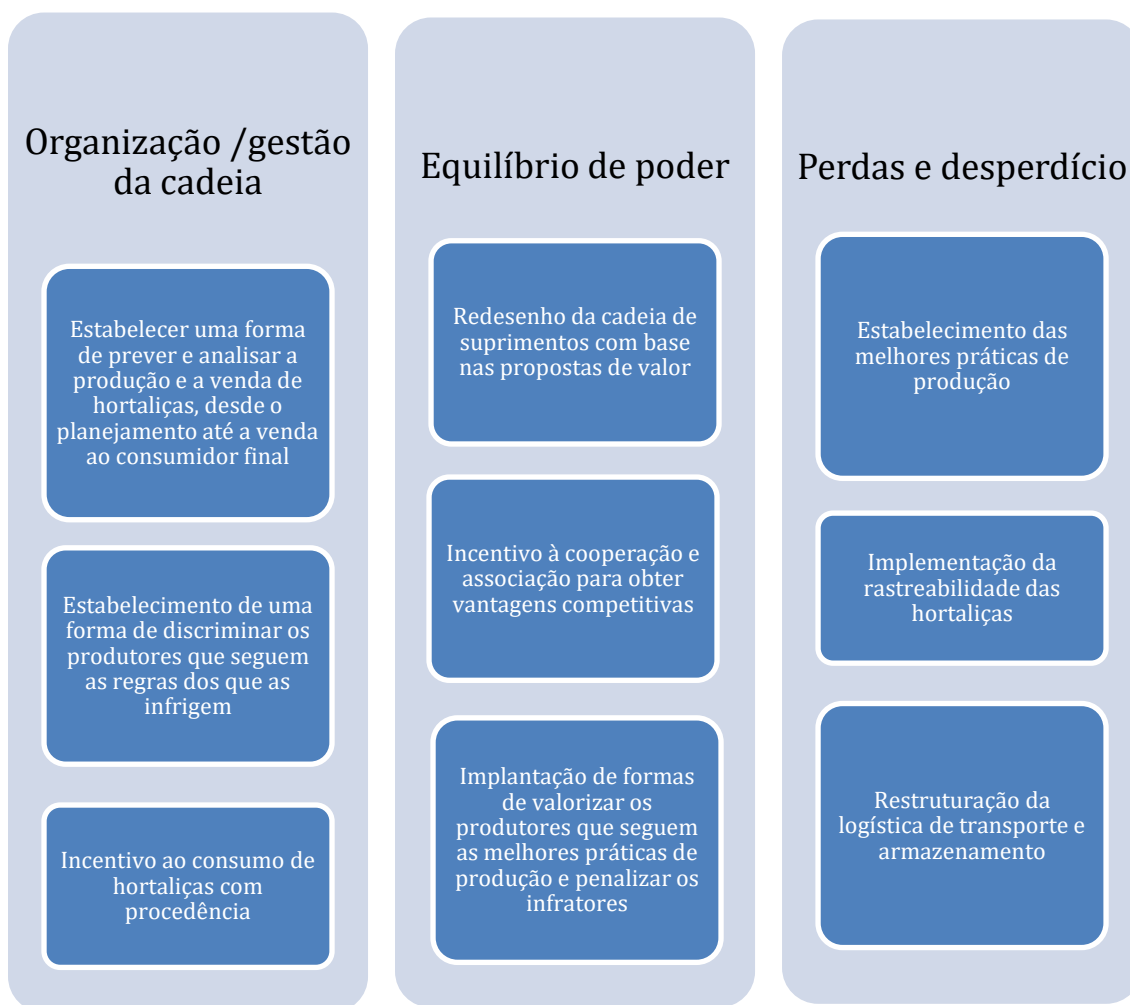 Organização /gestão
da cadeia
Estabelecer uma forma
de prever e analisar a
produção e a venda de
hortaliças, desde o
planejamento até a venda
ao consumidor final
Estabelecimento de uma
forma de discriminar os
produtores que seguem
as regras dos que as
infrigem
Incentivo ao consumo de
hortaliças com
procedência
Equilíbrio de poder
Redesenho da cadeia de
suprimentos com base
nas propostas de valor
Incentivo à cooperação e
associação para obter
vantagens competitivas
Implantação de formas
de valorizar os
produtores que seguem
as melhores práticas de
produção e penalizar os
infratores
Perdas e desperdício
Estabelecimento das
melhores práticas de
produção
Implementação da
rastreabilidade das
hortaliças
Restruturação da
logística de transporte e
armazenamento